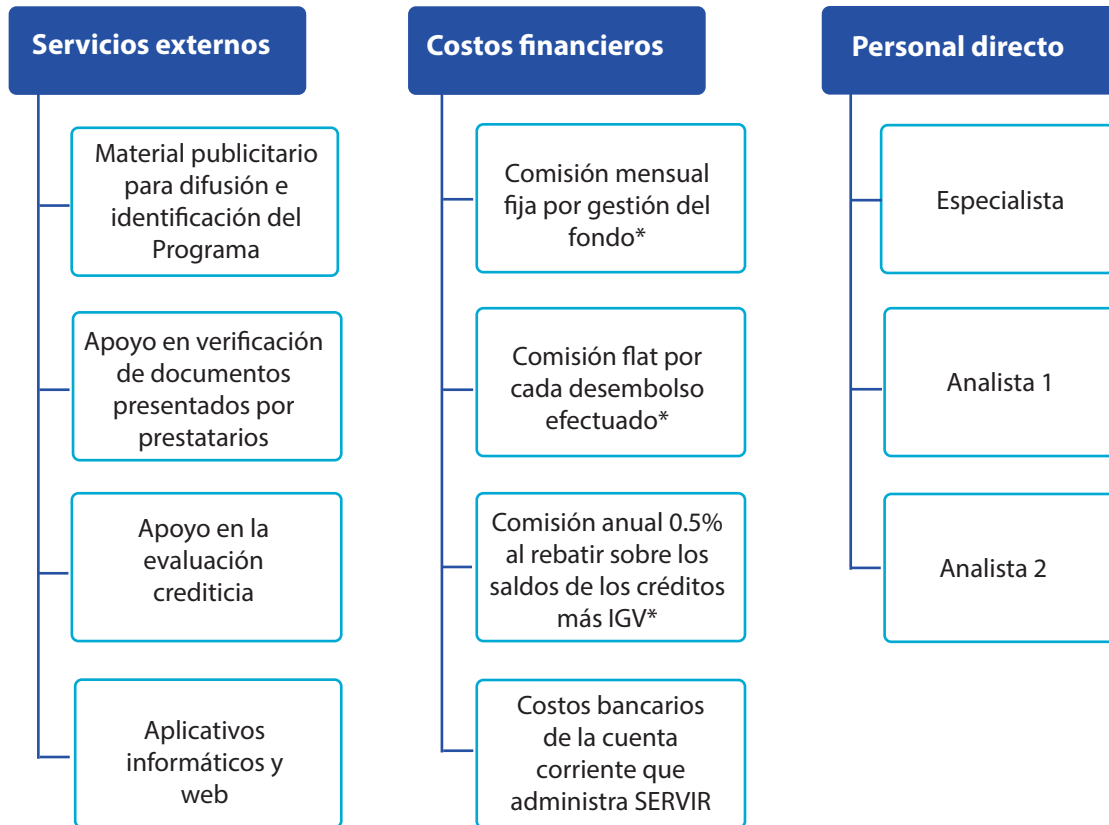 Servicios externos
Material publicitario
para difusión e
identificación del
Programa
Apoyo en verificación
de documentos
presentados por
prestatarios
Apoyo en la
evaluación
crediticia
Aplicativos
informáticos y
web
Costos financieros
Comisión mensual
fija por gestión del
fondo*
Comisión flat por
cada desembolso
efectuado*
Comisión anual 0.5%
al rebatir sobre los
saldos de los créditos
más IGV*
Costos bancarios
de la cuenta
corriente que
administra SERVIR
Personal directo
Especialista
Analista 1
Analista 2